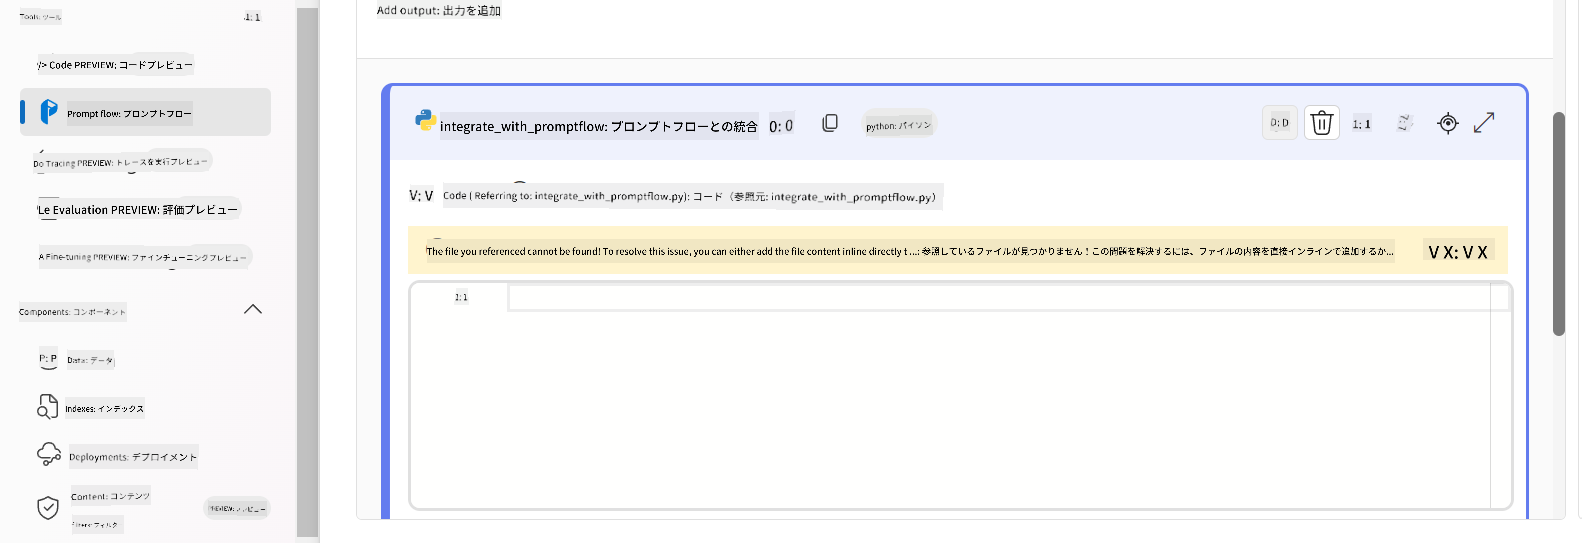 Tools: ツール
1: 1
/> Code PREVIEW: コードプレビュー
Prompt flow: プロンプトフロー
Do Tracing PREVIEW: トレースを実行プレビュー
Le Evaluation PREVIEW: 評価プレビュー
A Fine-tuning PREVIEW: ファインチューニングプレビュー
Components: コンポーネント
P: P
Data: データ
Indexes: インデックス
Deployments: デプロイメント
Content: コンテンツ
PREVIEW: プレビュー
Filters: フィルタ
Add output: 出力を追加
integrate_with_promptflow: プロンプトフローとの統合
0: 0
python: パイソン
D: D
1: 1
V: V
Code ( Referring to: integrate_with_promptflow.py): コード（参照元: integrate_with_promptflow.py）
The file you referenced cannot be found! To resolve this issue, you can either add the file content inline directly t ...: 参照しているファイルが見つかりません！この問題を解決するには、ファイルの内容を直接インラインで追加するか...
V X: V X
1: 1